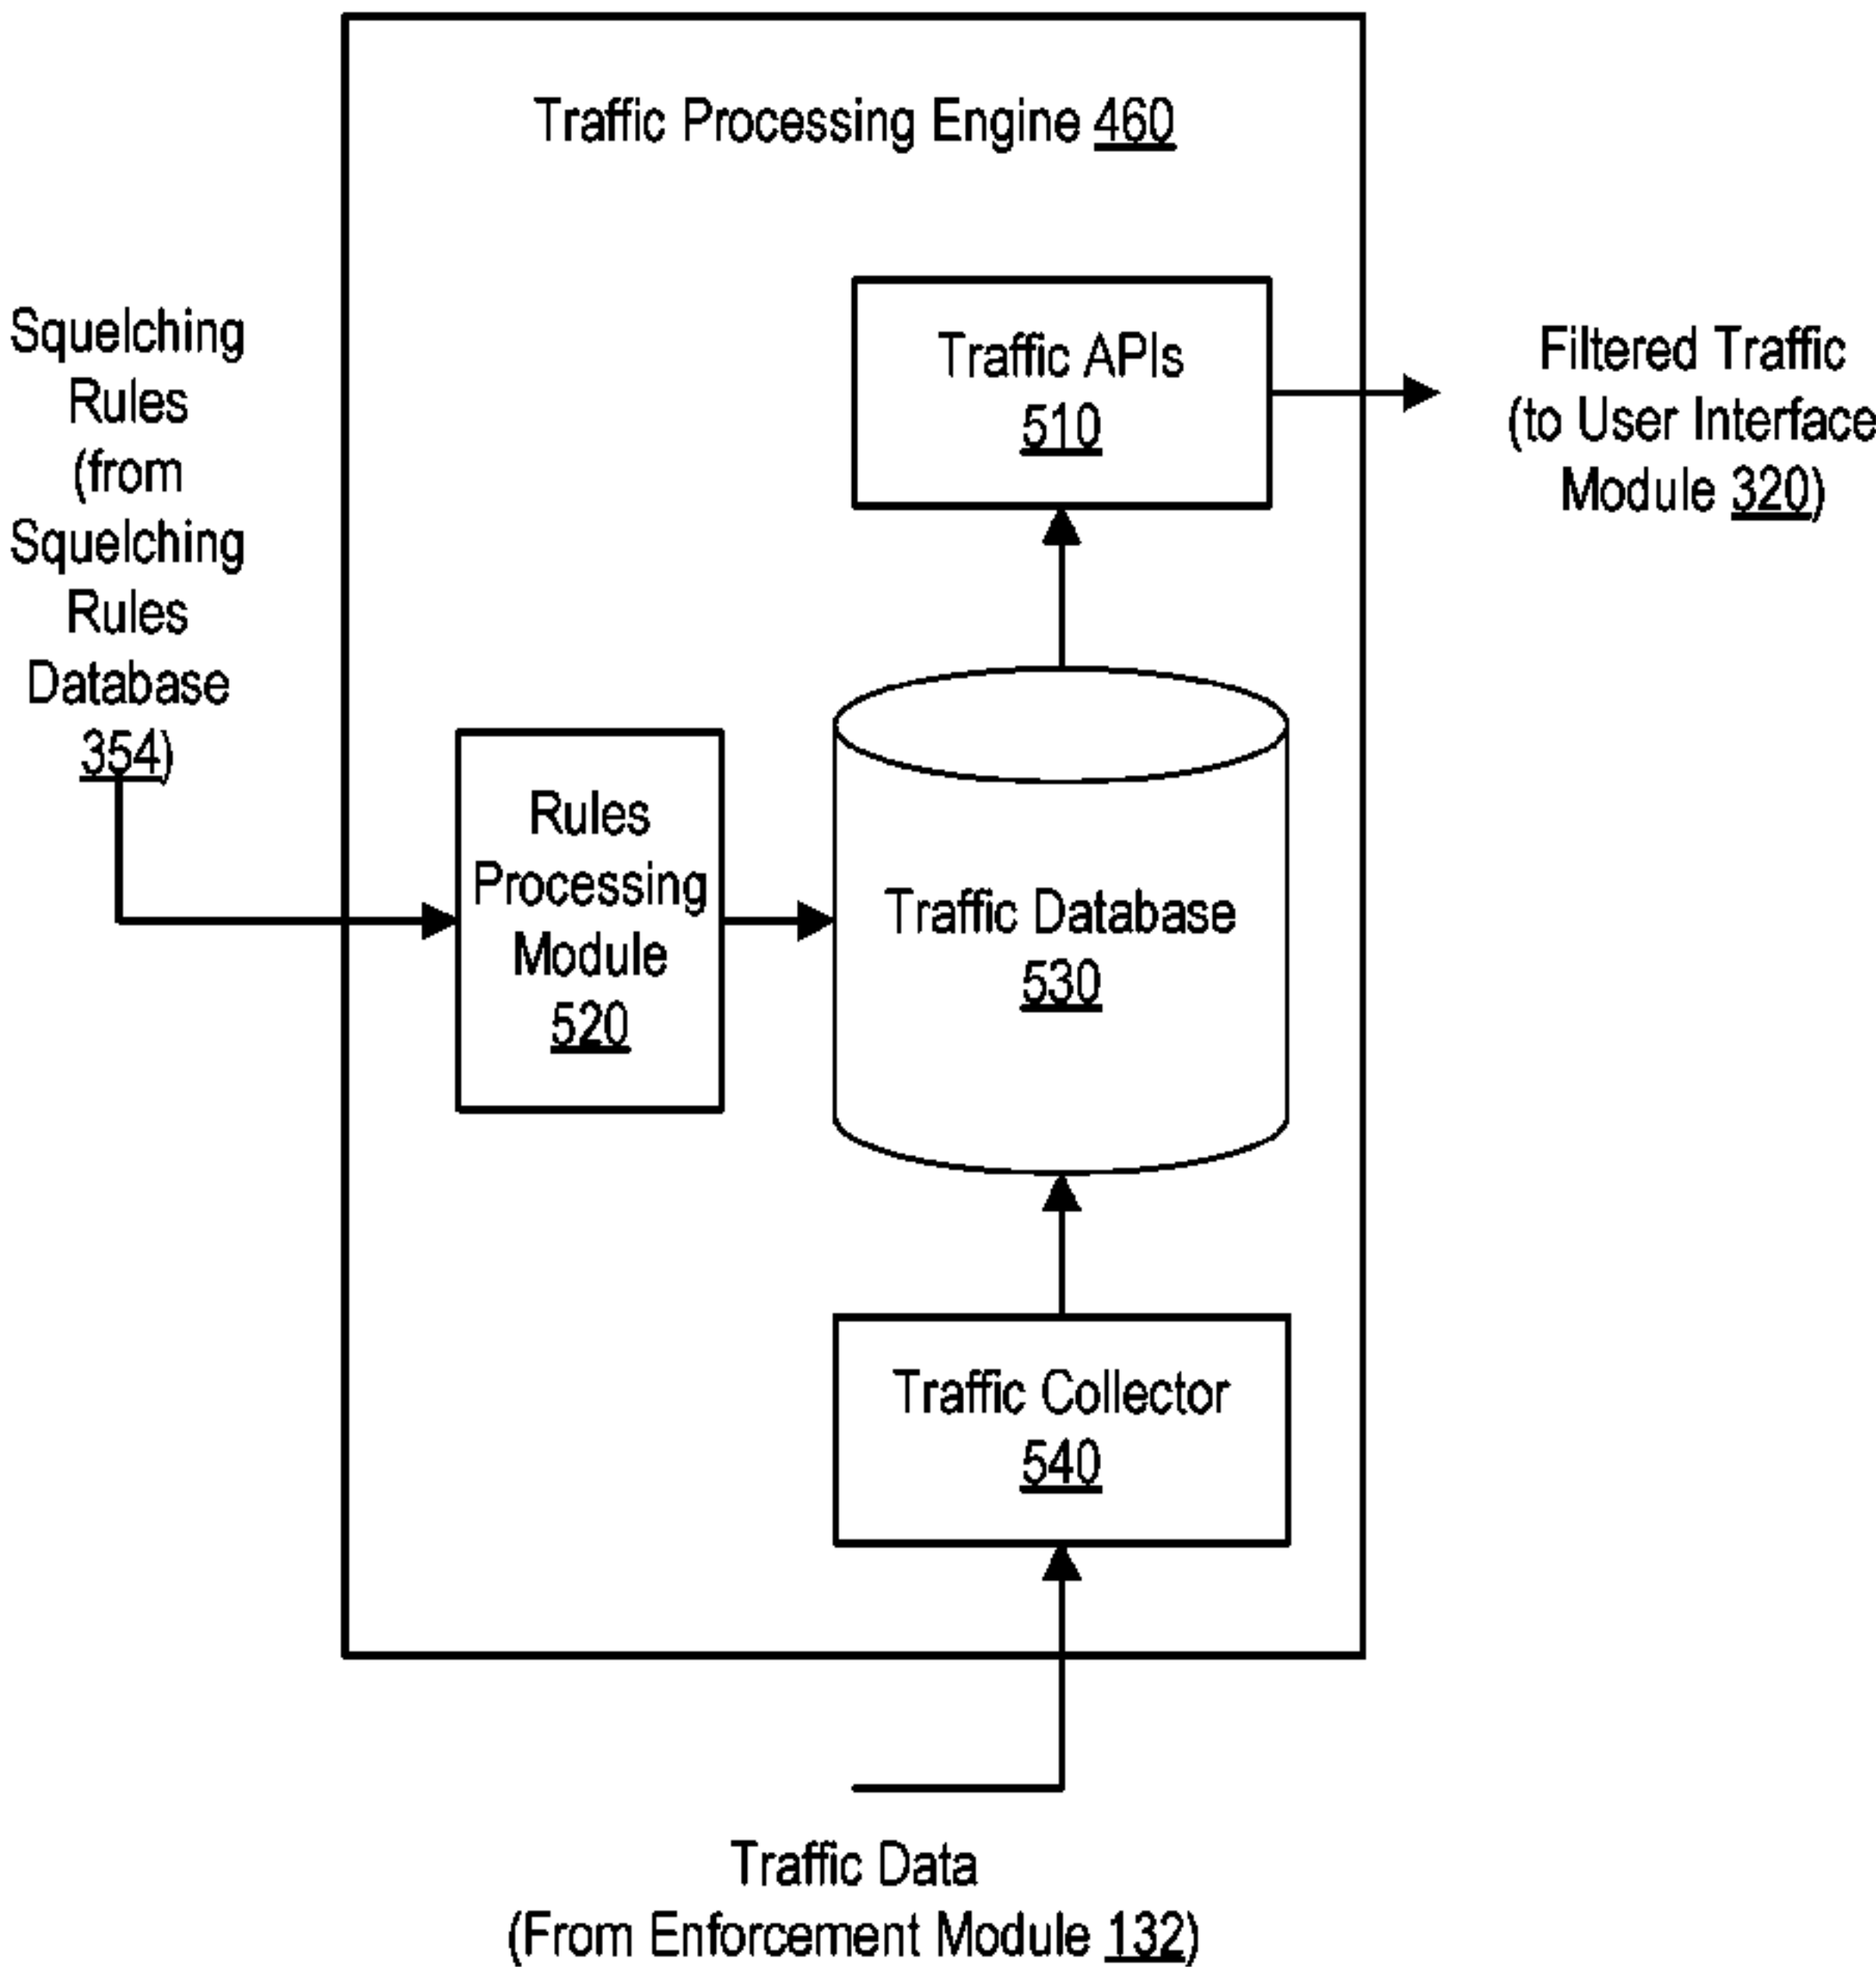 Traffic Processing Engine 460
Squelching
Rules
(from
Squelching
Rules
Database
354)
Traffic APIs
510
Filtered Traffic
(to User Interface
Module 320)
Rules
Processing
Module
520
Traffic Database
530
Traffic Collector
540
Traffic Data
(From Enforcement Module 132)